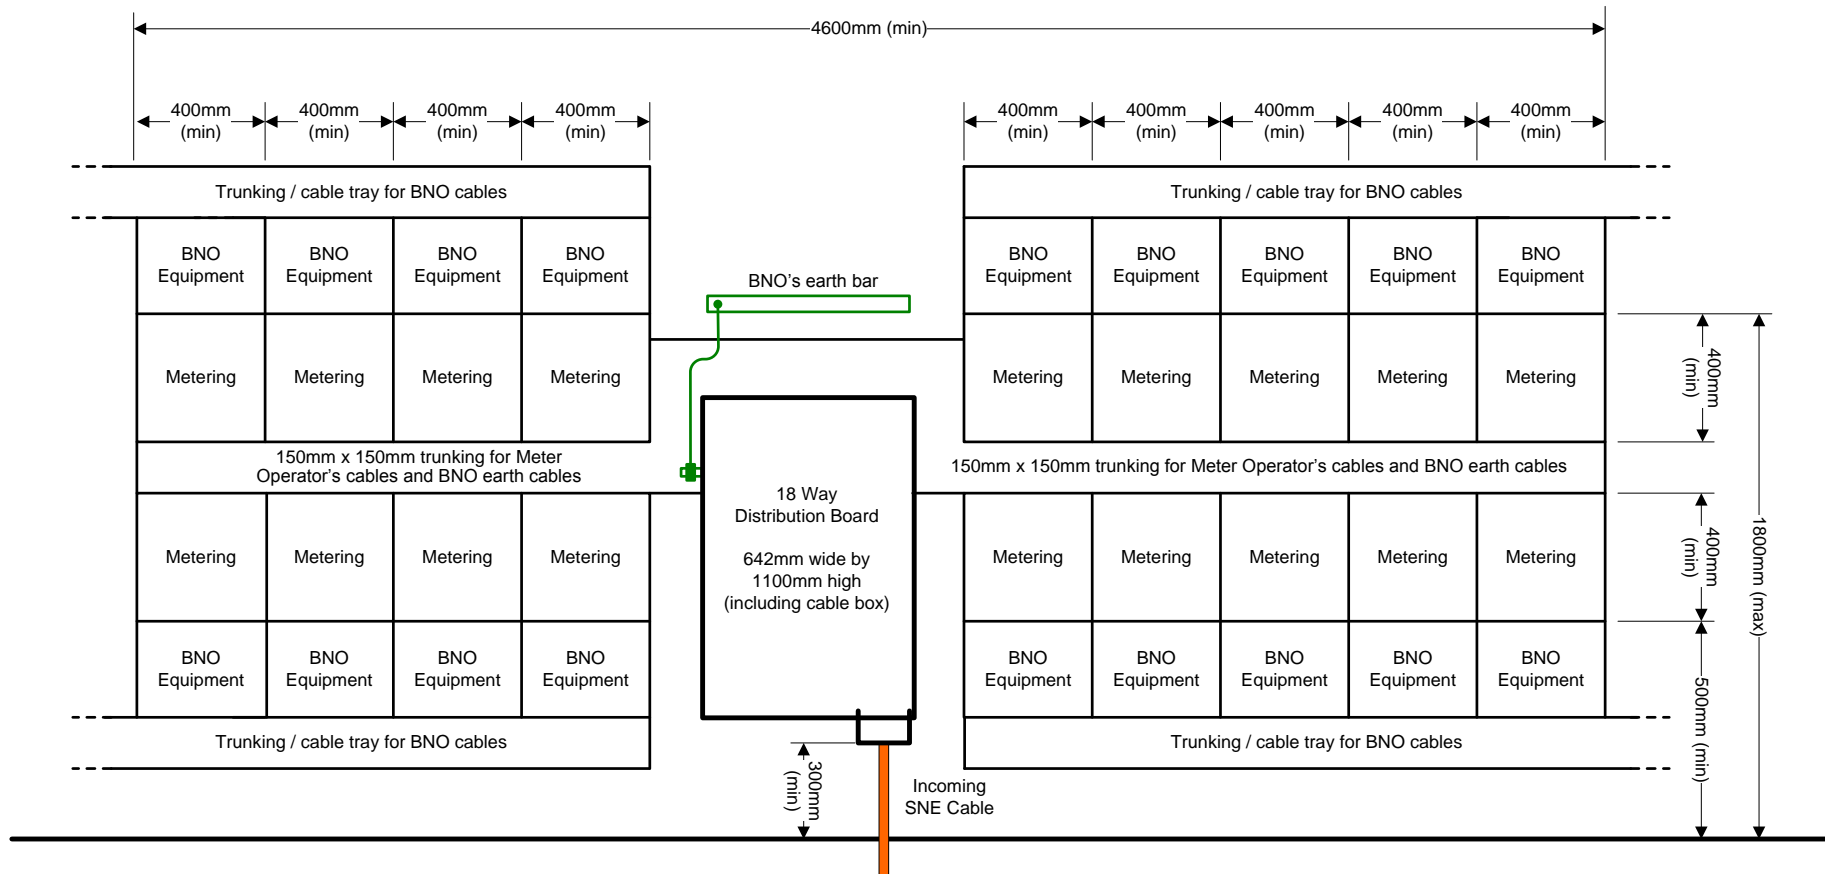 4600mm (min)
400mm
(min)
400mm
(min)
400mm
(min)
400mm
(min)
400mm
(min)
400mm
(min)
400mm
(min)
400mm
(min)
400mm
(min)
Trunking / cable tray for BNO cables
Trunking / cable tray for BNO cables
BNO
Equipment
BNO
Equipment
BNO
Equipment
BNO
Equipment
BNO
Equipment
BNO
Equipment
BNO
Equipment
BNO
Equipment
BNO
Equipment
BNO's earth bar
Metering
Metering
Metering
Metering
Metering
Metering
Metering
Metering
Metering
400mm
(min)
150mm x 150mm trunking for Meter
Operator's cables and BNO earth cables
150mm x 150mm trunking for Meter Operator's cables and BNO earth cables
18 Way
Distribution Board
642mm wide by
1100mm high
(including cable box)
Metering
Metering
Metering
Metering
Metering
Metering
Metering
Metering
Metering
400mm
(min)
1800mm (max)
BNO
Equipment
BNO
Equipment
BNO
Equipment
BNO
Equipment
BNO
Equipment
BNO
Equipment
BNO
Equipment
BNO
Equipment
BNO
Equipment
500mm (min)
Trunking / cable tray for BNO cables
Trunking / cable tray for BNO cables
300mm
(min)
Incoming
SNE Cable